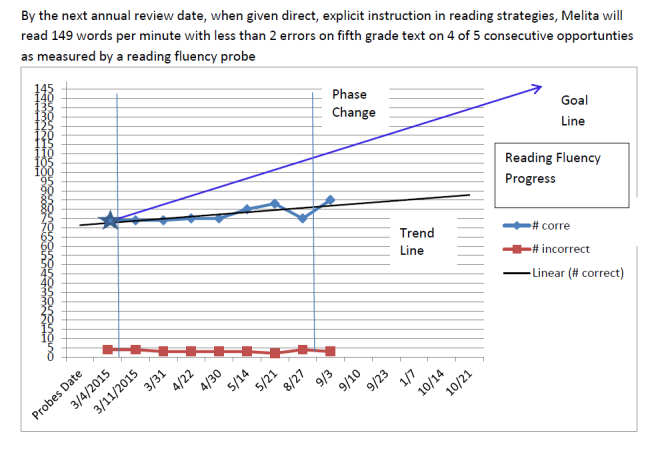 By the next annual review date, when given direct, explicit instruction in reading strategies, Melita will
read 149 words per minute with less than 2 errors on fifth grade text on 4 of 5 consecutive opportunties
as measured by a reading fluency probe
145
140
135
130
125
120
115
110
105
100
95
90
85
80
75
70
65
60
55
50
45
40
35
30
25
20
15
10
5
0
Phase
Change
Goal
Line
Reading Fluency
Progress
Trend
Line
# corre
# incorrect
Linear (# correct)
Probes Date
3/4/2015
3/11/2015
3/31
4/22
4/30
5/14
5/21
8/27
9/3
9/10
9/23
1/7
10/14
10/21